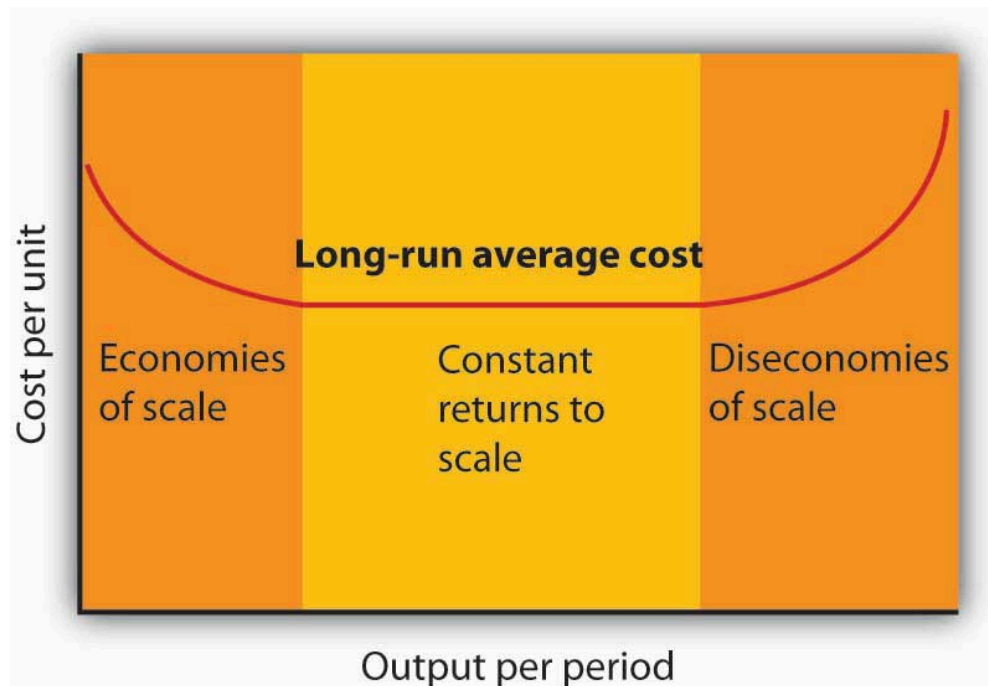 Cost per unit
Long-run average cost
Economies
of scale
Constant
returns to
scale
Diseconomies
of scale
Output per period